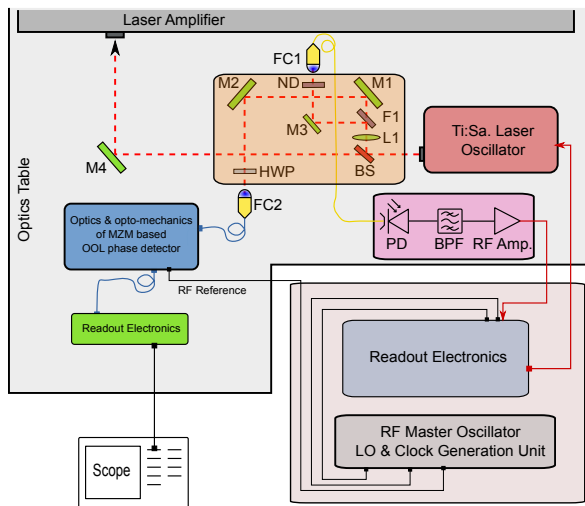 Laser Amplifier
FC1
M2
ND
M1
F1
M3
L1
Ti:Sa. Laser
Oscillator
M4
HWP
BS
FC2
Optics Table
Optics & opto-mechanics
of MZM based
OOL phase detector
PD
BPF
RF Amp.
RF Reference
Readout Electronics
Readout Electronics
RF Master Oscillator
LO & Clock Generation Unit
Scope